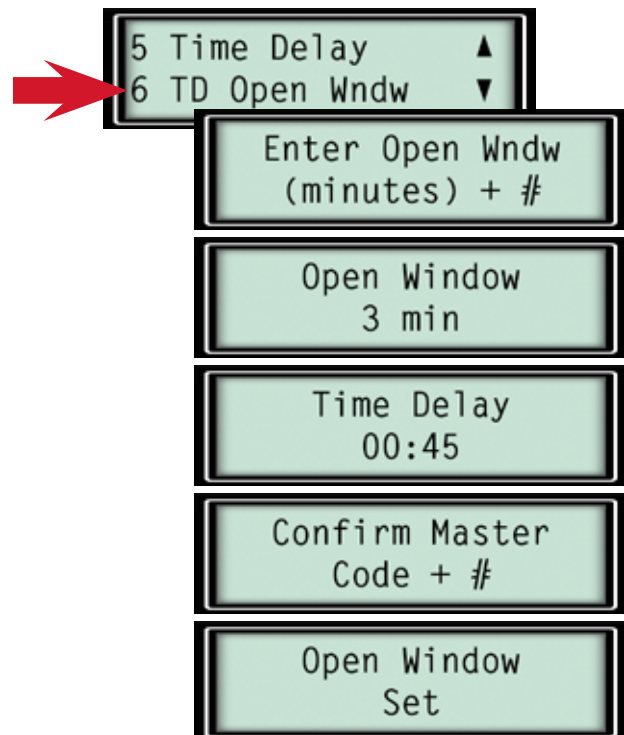 5 Time Delay ▲
6 TD Open Wndw ▼
Enter Open Wndw
(minutes) + #
Open Window
3 min
Time Delay
00:45
Confirm Master
Code + #
Open Window
Set